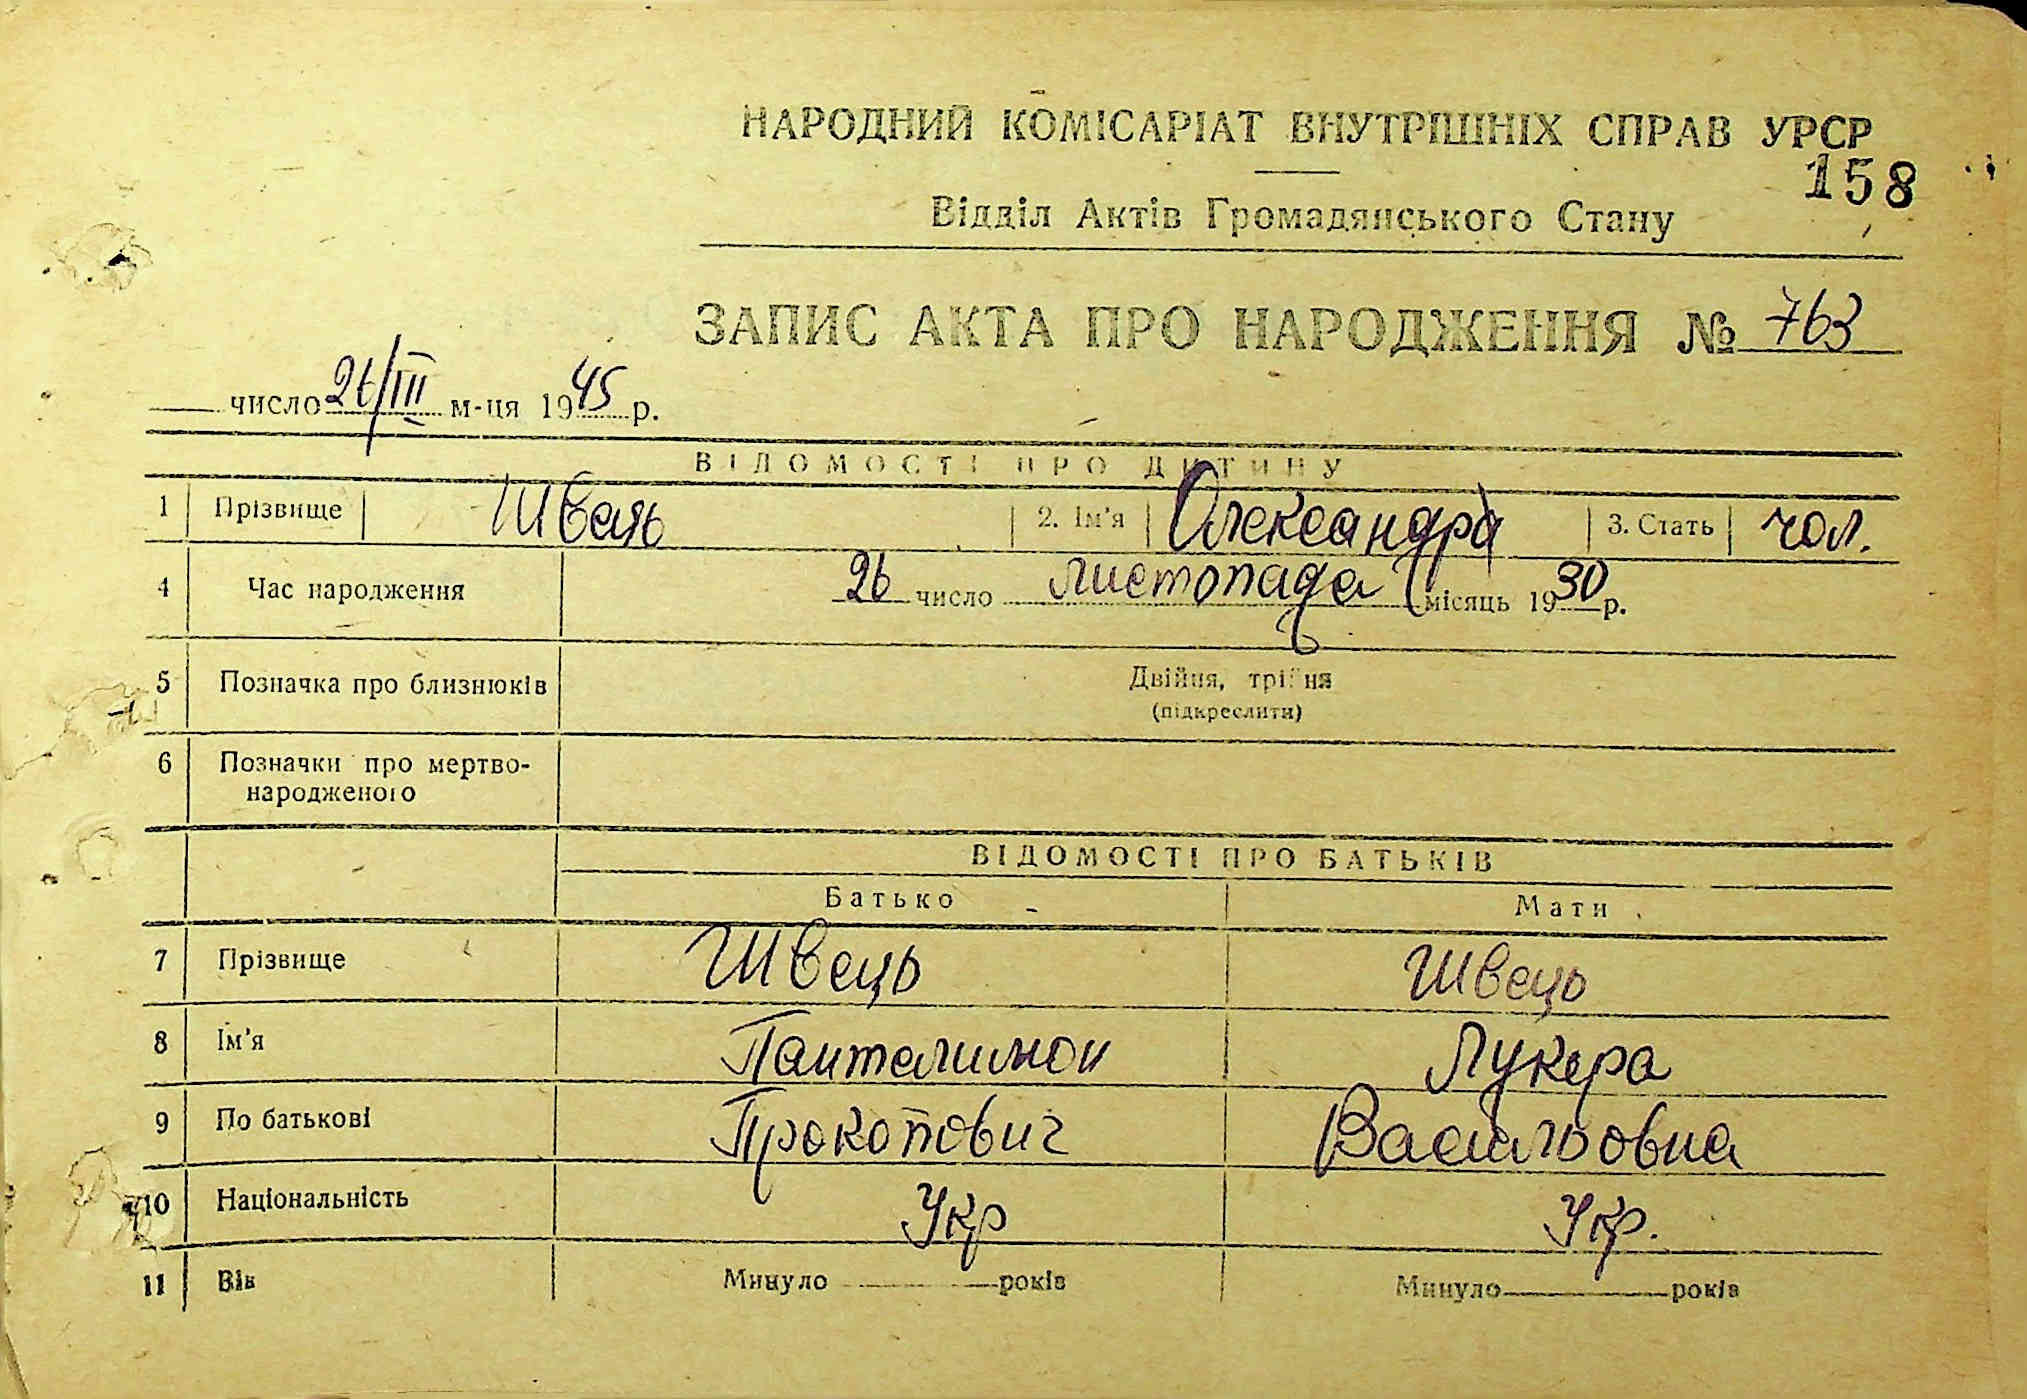 НАРОДНИЙ КОМІСАРІАТ ВНУТРІШНІХ СПРАВ УРСР
158
Відділ Актів Громадянського Стану
ЗАПИС АКТА ПРО НАРОДЖЕННЯ № 763
число 26/III м-ця 1945 р.
ВІДОМОСТІ ПРО ДИТИНУ
1 Прізвище Швець 2. Ім'я Олександра 3. Стать чол.
4 Час народження 26 число листопада місяць 1930 р.
5 Позначка про близнюків Двійня, трійня
(підкреслити)
6 Позначки про мертво-
народженого
ВІДОМОСТІ ПРО БАТЬКІВ
Батько Мати
7 Прізвище Швець Швець
8 Ім'я Пантелимон Лукера
9 По батькові Прокопович Васильовна
10 Національність Укр Укр.
11 Вік Минуло років Минуло років